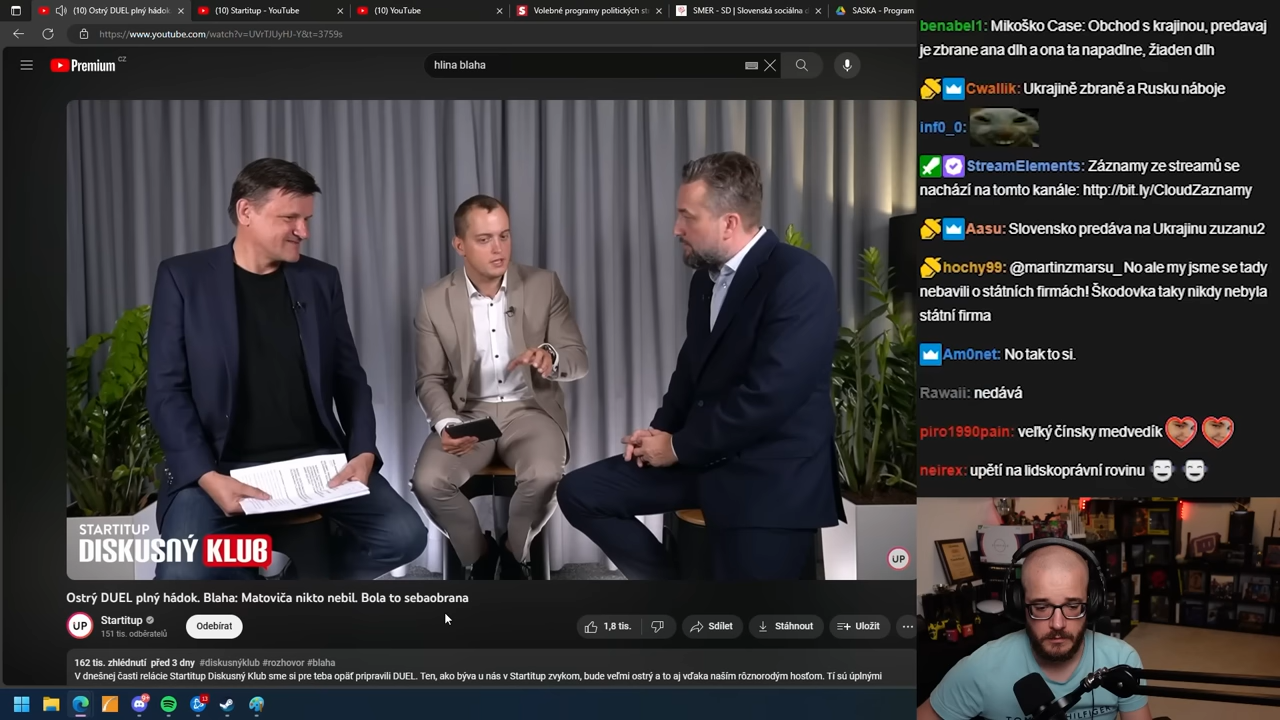 (10) Ostrý DUEL plný hádok.
(10) Startitup - YouTube
(10) YouTube
Volebné programy politických st
SMER - SD | Slovenská sociálna d
SASKA - Program
https://www.youtube.com/watch?v=UVrTJUyHJ-Y&t=3759s
Premium CZ
hlina blaha
STARTITUP
DISKUSNÝ KLUB
UP
Ostrý DUEL plný hádok. Blaha: Matoviča nikto nebil. Bola to sebaobrana
UP
Startitup
151 tis. odběratelů
Odebírat
1,8 tis.
Sdílet
Stáhnout
Uložit
162 tis. zhlédnutí před 3 dny #diskusnýklub #rozhovor #blaha
V dnešnej časti relácie Startitup Diskusný Klub sme si pre teba opäť pripravili DUEL. Ten, ako býva u nás v Startitup zvykom, bude veľmi ostrý a to aj vďaka naším rôznorodým hosťom. Tí sú úplnými
benabel1: Mikoško Case: Obchod s krajinou, predavaj
je zbrane ana dlh a ona ta napadlne, žiaden dlh
Cwallik: Ukrajině zbraně a Rusku náboje
inf0_0:
StreamElements: Záznamy ze streamů se
nachází na tomto kanále: http://bit.ly/CloudZaznamy
Aasu: Slovensko predáva na Ukrajinu zuzanu2
hochy99: @martinzmarsu_ No ale my jsme se tady
nebavili o státních firmách! Škodovka taky nikdy nebyla
státní firma
Am0net: No tak to si.
Rawaii: nedává
piro1990pain: veľký čínsky medvedík
neirex: upětí na lidskoprávní rovinu